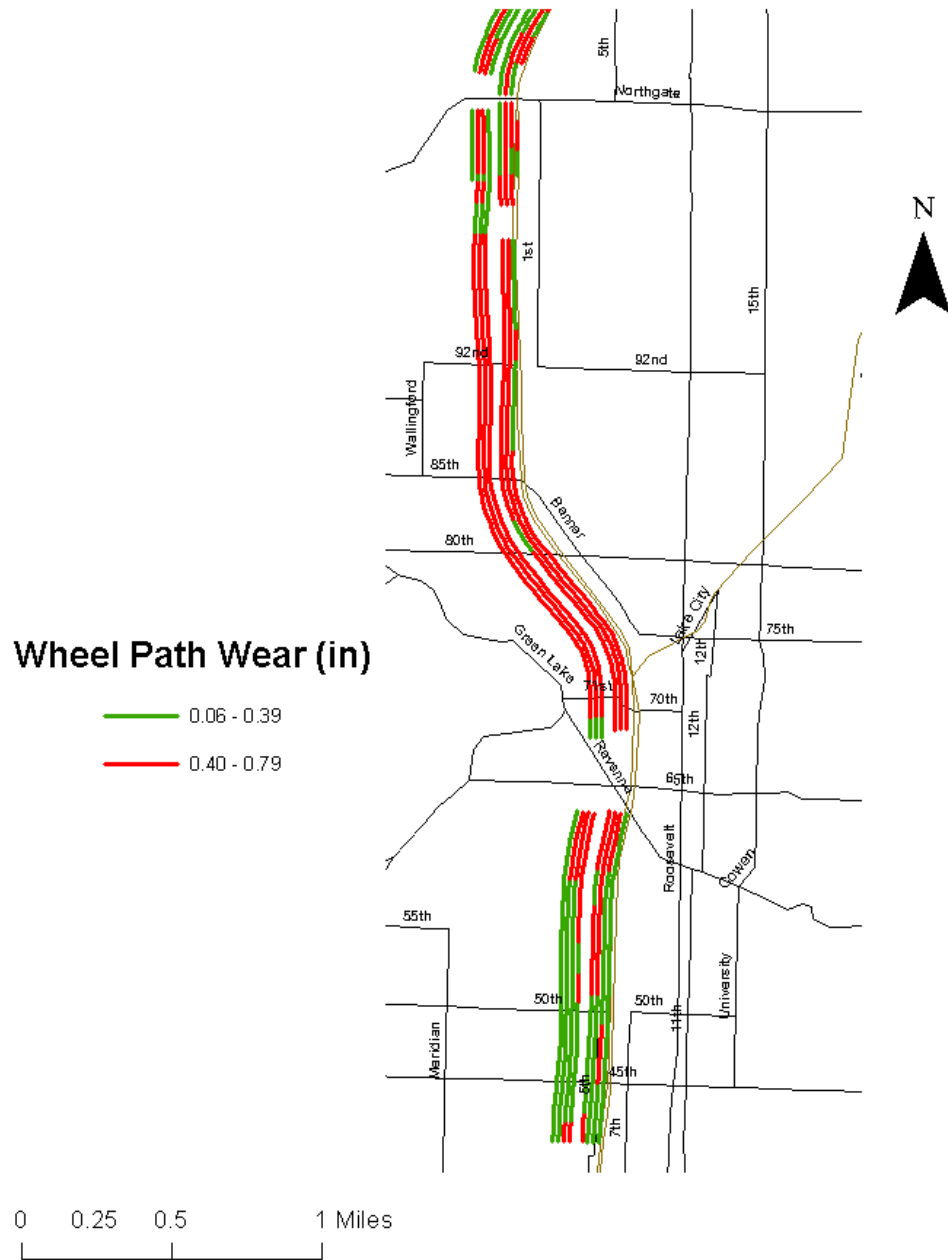 5th
Northgate
N
1st
15th
92nd
92nd
Wallingford
85th
Banner
80th
Lake City
75th
12th
Green Lake
Wheel Path Wear (in)
71st
70th
12th
0.06 - 0.39
0.40 - 0.79
Ravenna
65th
Roosevelt
Cowen
55th
University
50th
50th
11th
Meridian
45th
5th
7th
0 0.25 0.5 1 Miles